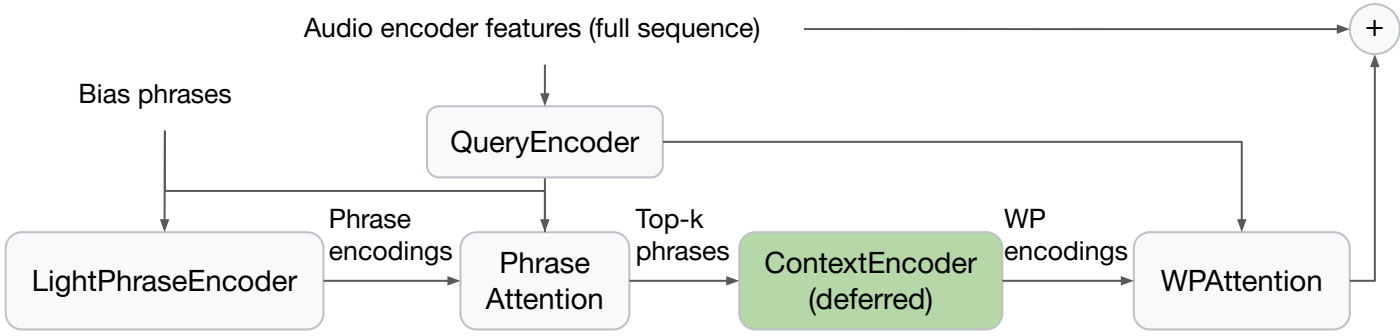 Audio encoder features (full sequence)
+
Bias phrases
QueryEncoder
Phrase
encodings
Top-k
phrases
WP
encodings
LightPhraseEncoder
Phrase
Attention
ContextEncoder
(deferred)
WPAttention